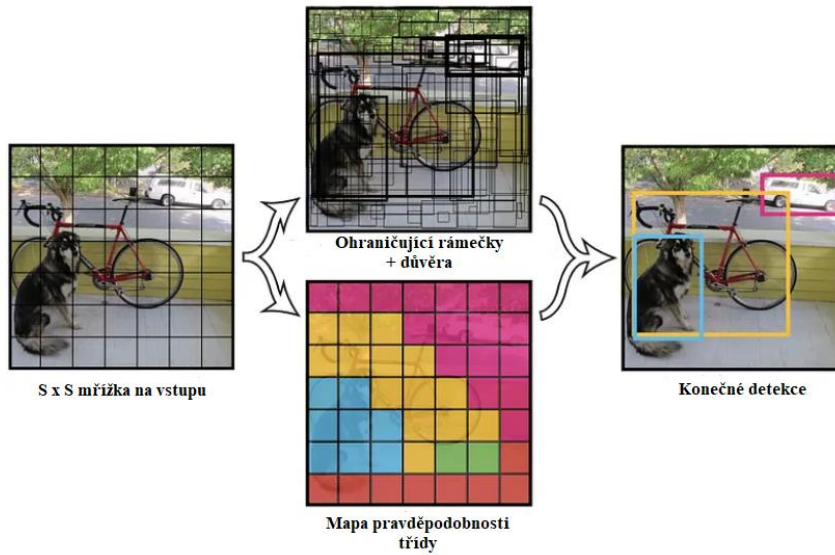 Ohraničující rámečky
+ důvěra
S x S mřížka na vstupu
Konečné detekce
Mapa pravděpodobnosti
třídy